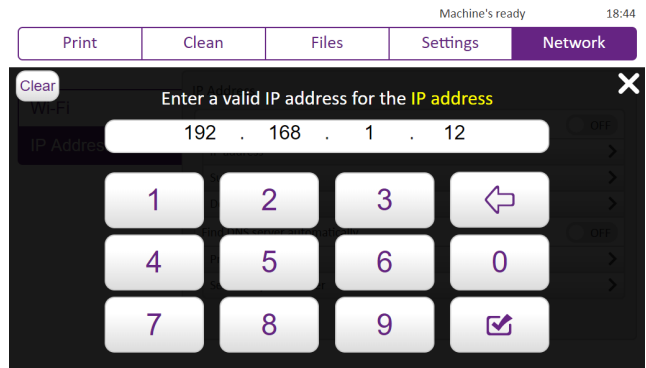 Machine's ready 18:44
Print Clean Files Settings Network
Clear
Enter a valid IP address for the IP address
Wi-Fi
OFF
192 . 168 . 1 . 12
IP Addres
1 2 3
4 5 6 0
OFF
7 8 9